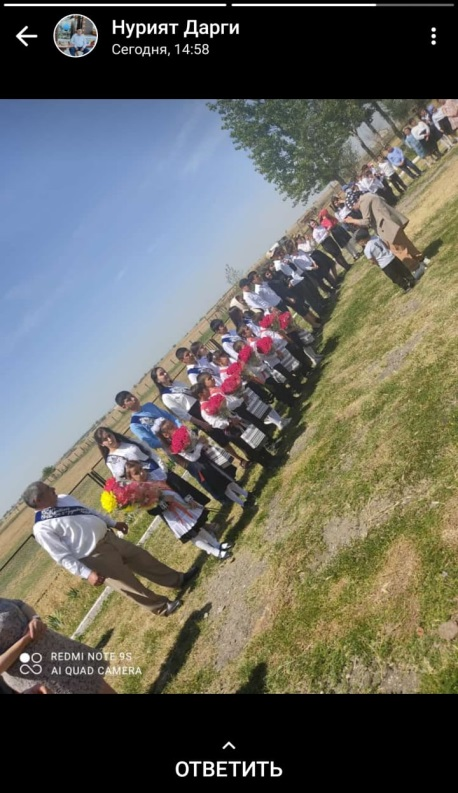 Нурият Дарги
Сегодня, 14:58
REDMI NOTE 9S
AI QUAD CAMERA
ОТВЕТИТЬ